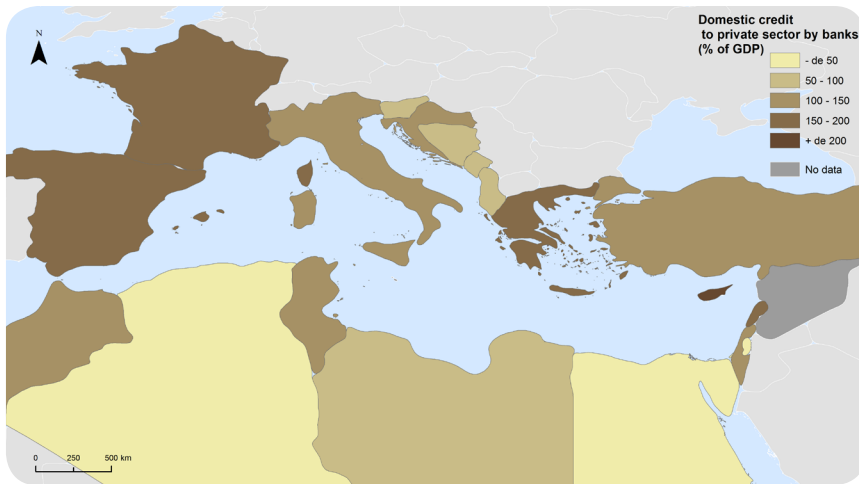 Domestic credit
to private sector by banks
(% of GDP)
- de 50
50 - 100
100 - 150
150 - 200
+ de 200
No data
N
0 250 500 km